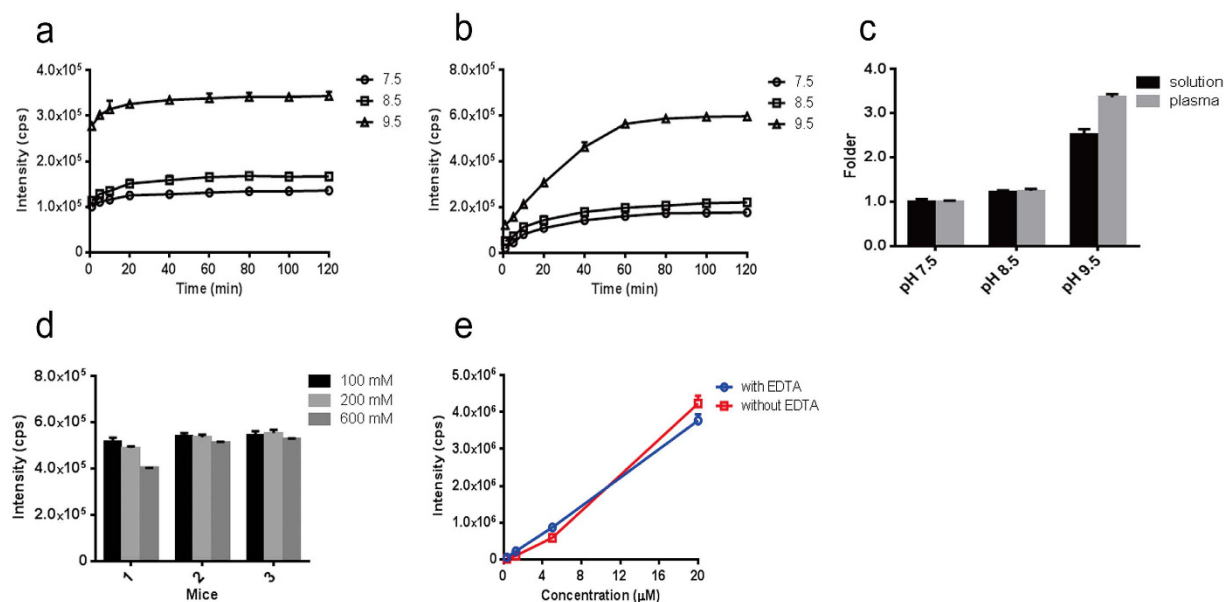 a
4.0x10⁵
3.0x10⁵
2.0x10⁵
1.0x10⁵
0
Intensity (cps)
0 20 40 60 80 100 120
Time (min)
7.5
8.5
9.5
b
8.0x10⁵
6.0x10⁵
4.0x10⁵
2.0x10⁵
0
Intensity (cps)
0 20 40 60 80 100 120
Time (min)
7.5
8.5
9.5
c
4.0
3.0
2.0
1.0
0.0
Folder
pH 7.5 pH 8.5 pH 9.5
solution
plasma
d
8.0x10⁵
6.0x10⁵
4.0x10⁵
2.0x10⁵
0
Intensity (cps)
1 2 3
Mice
100 mM
200 mM
600 mM
e
5.0x10⁶
4.0x10⁶
3.0x10⁶
2.0x10⁶
1.0x10⁶
0
Intensity (cps)
0 4 8 12 16 20
Concentration (μM)
with EDTA
without EDTA